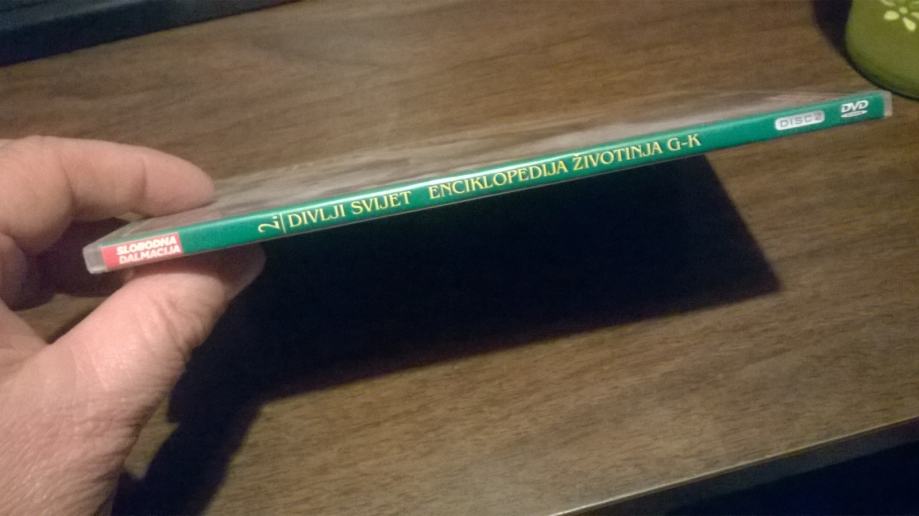 SLOBODNA
DALMACIJA
2 DIVLJI SVIJET ENCIKLOPEDIJA ŽIVOTINJA G-K
DISC 2
DVD